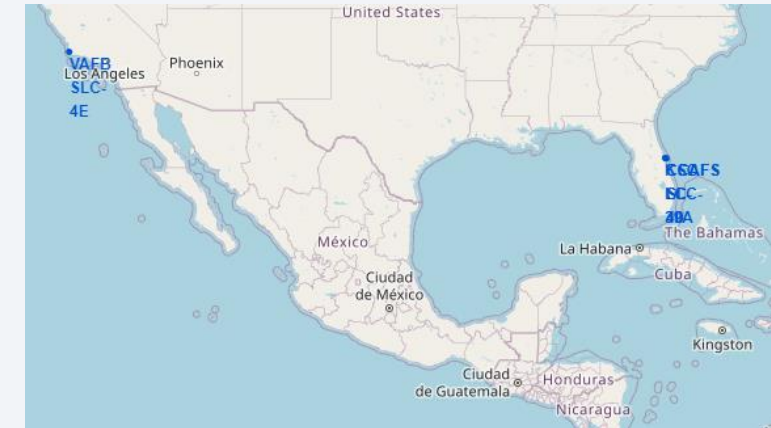 United States
VAFB
SLC-
4E
Los Angeles
Phoenix
CCAFS
The Bahamas
La Habana
Cuba
México
Ciudad
de México
Kingston
Ciudad
de Guatemala
Honduras
Nicaragua